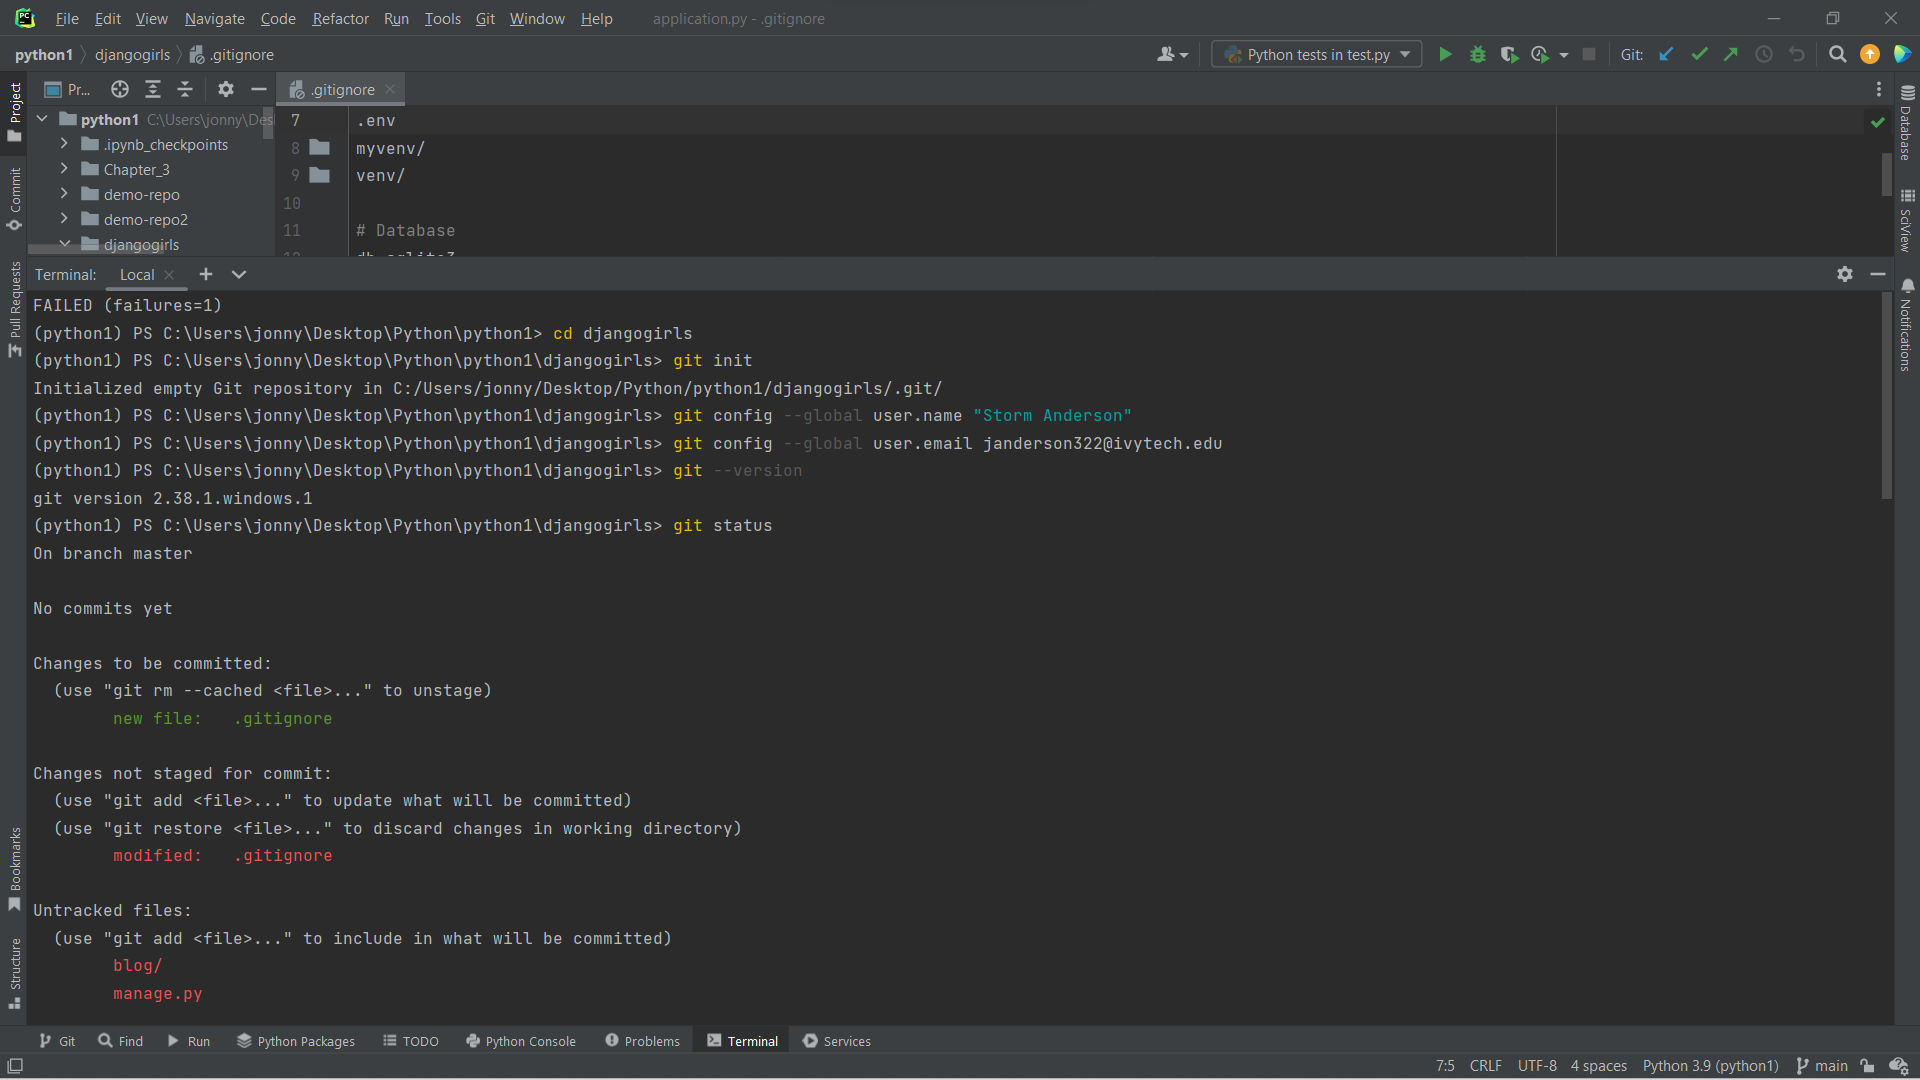 File Edit View Navigate Code Refactor Run Tools Git Window Help application.py - .gitignore
python1 djangogirls .gitignore Python tests in test.py Git:
Pr... .gitignore
python1 C:\Users\jonny\Des
.ipynb_checkpoints
Chapter_3
demo-repo
demo-repo2
djangogirls
7 .env
8 myvenv/
9 venv/
10
11 # Database
Project
Commit
Pull Requests
Bookmarks
Structure
Database
SciView
Notifications
Terminal: Local
FAILED (failures=1)
(python1) PS C:\Users\jonny\Desktop\Python\python1> cd djangogirls
(python1) PS C:\Users\jonny\Desktop\Python\python1\djangogirls> git init
Initialized empty Git repository in C:/Users/jonny/Desktop/Python/python1/djangogirls/.git/
(python1) PS C:\Users\jonny\Desktop\Python\python1\djangogirls> git config --global user.name "Storm Anderson"
(python1) PS C:\Users\jonny\Desktop\Python\python1\djangogirls> git config --global user.email janderson322@ivytech.edu
(python1) PS C:\Users\jonny\Desktop\Python\python1\djangogirls> git --version
git version 2.38.1.windows.1
(python1) PS C:\Users\jonny\Desktop\Python\python1\djangogirls> git status
On branch master
No commits yet
Changes to be committed:
(use "git rm --cached <file>..." to unstage)
new file: .gitignore
Changes not staged for commit:
(use "git add <file>..." to update what will be committed)
(use "git restore <file>..." to discard changes in working directory)
modified: .gitignore
Untracked files:
(use "git add <file>..." to include in what will be committed)
blog/
manage.py
Git Find Run Python Packages TODO Python Console Problems Terminal Services
7:5 CRLF UTF-8 4 spaces Python 3.9 (python1) main